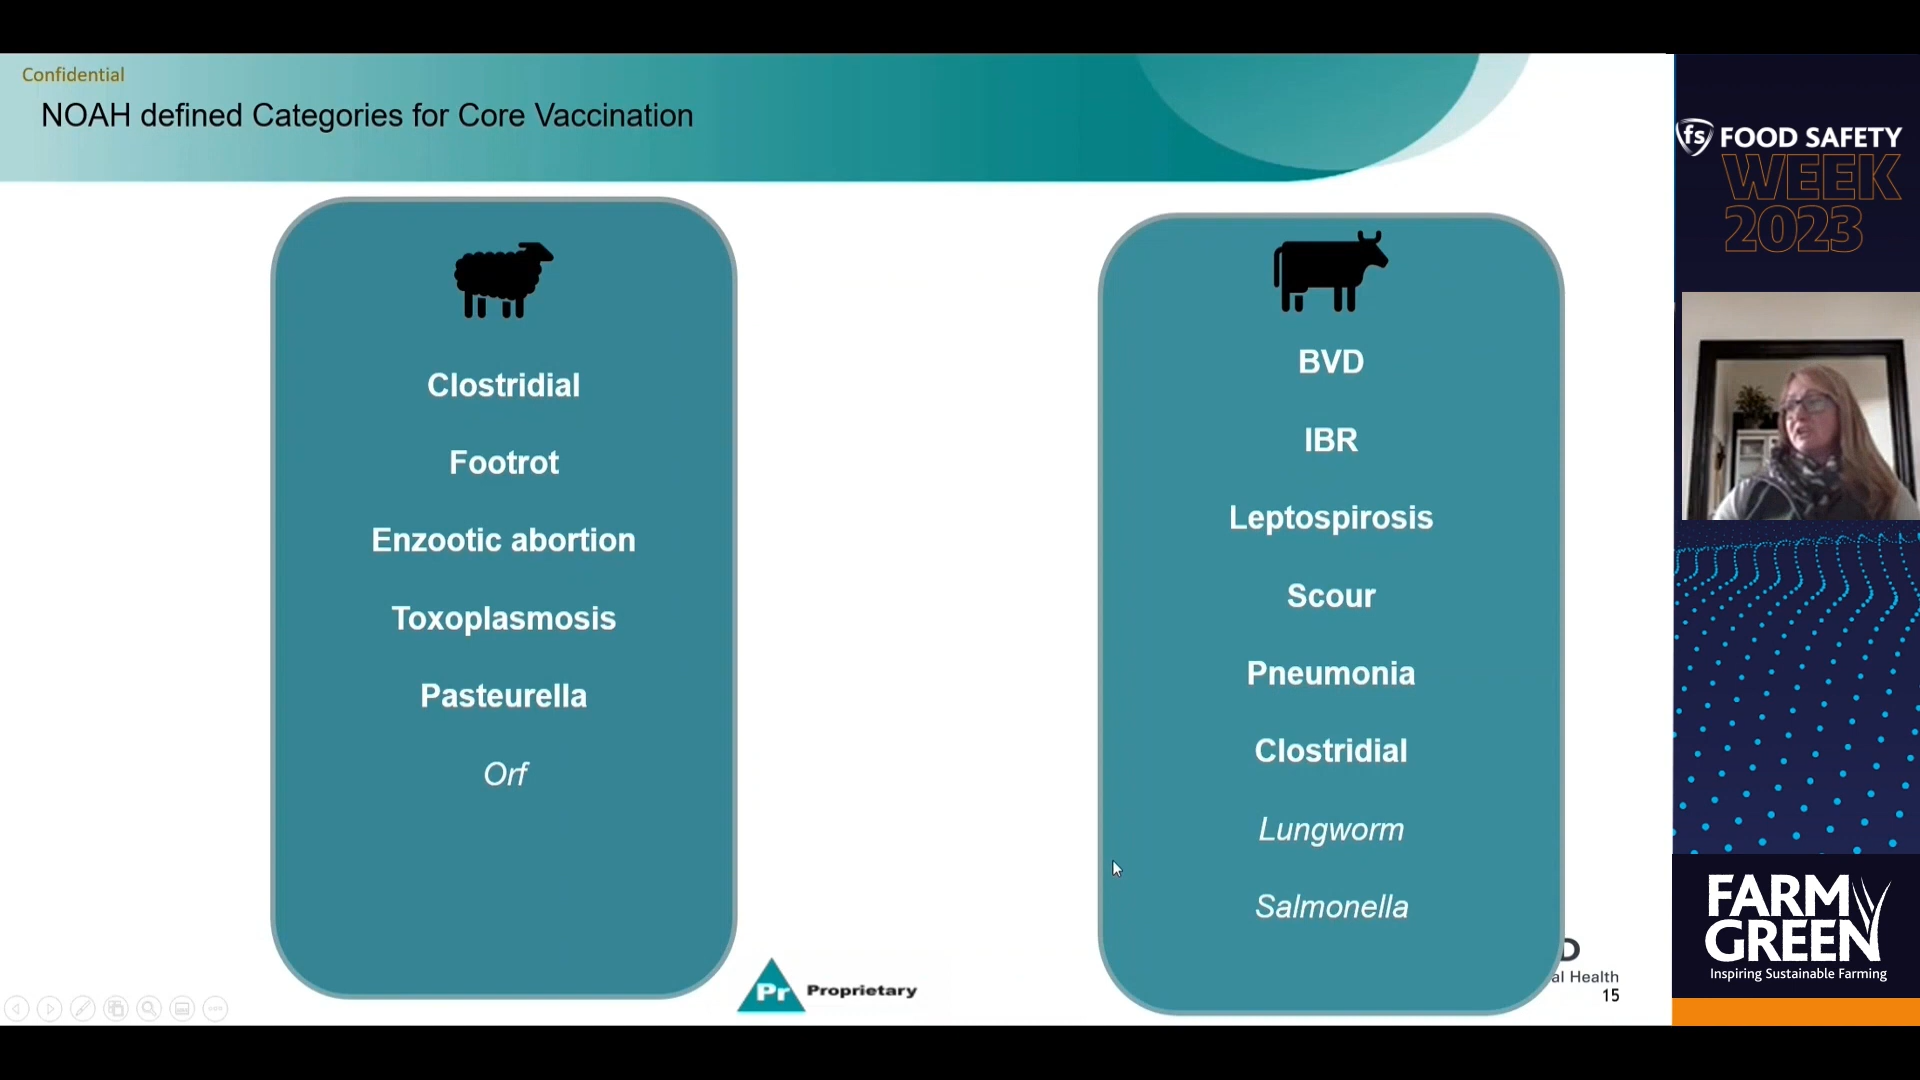 Confidential
NOAH defined Categories for Core Vaccination
Clostridial
Footrot
Enzootic abortion
Toxoplasmosis
Pasteurella
Orf
BVD
IBR
Leptospirosis
Scour
Pneumonia
Clostridial
Lungworm
Salmonella
Pr Proprietary
D
al Health
15
fs FOOD SAFETY
WEEK
2023
FARM
GREEN
Inspiring Sustainable Farming